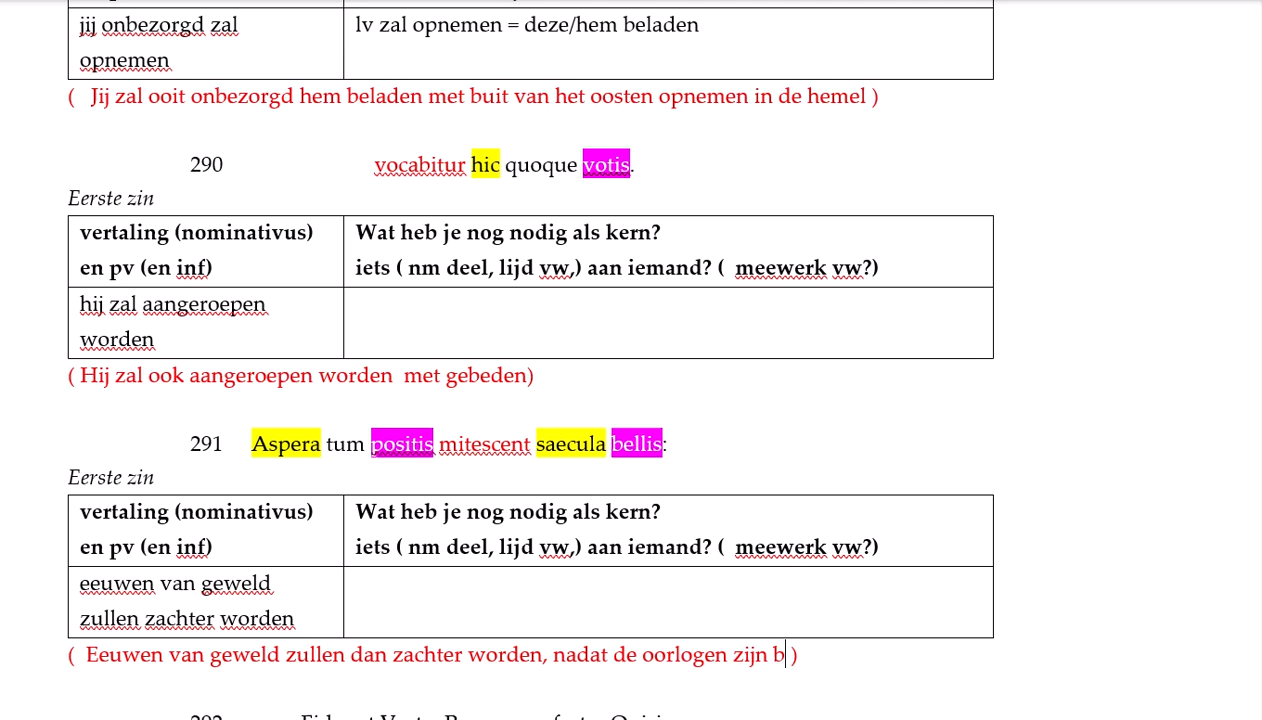 jij onbezorgd zal
opnemen
lv zal opnemen = deze/hem beladen
( Jij zal ooit onbezorgd hem beladen met buit van het oosten opnemen in de hemel )
290 vocabitur hic quoque votis.
Eerste zin
vertaling (nominativus)
en pv (en inf)
Wat heb je nog nodig als kern?
iets ( nm deel, lijd vw,) aan iemand? ( meewerk vw?)
hij zal aangeroepen
worden
( Hij zal ook aangeroepen worden met gebeden)
291 Aspera tum positis mitescent saecula bellis:
Eerste zin
vertaling (nominativus)
en pv (en inf)
Wat heb je nog nodig als kern?
iets ( nm deel, lijd vw,) aan iemand? ( meewerk vw?)
eeuwen van geweld
zullen zachter worden
( Eeuwen van geweld zullen dan zachter worden, nadat de oorlogen zijn b )